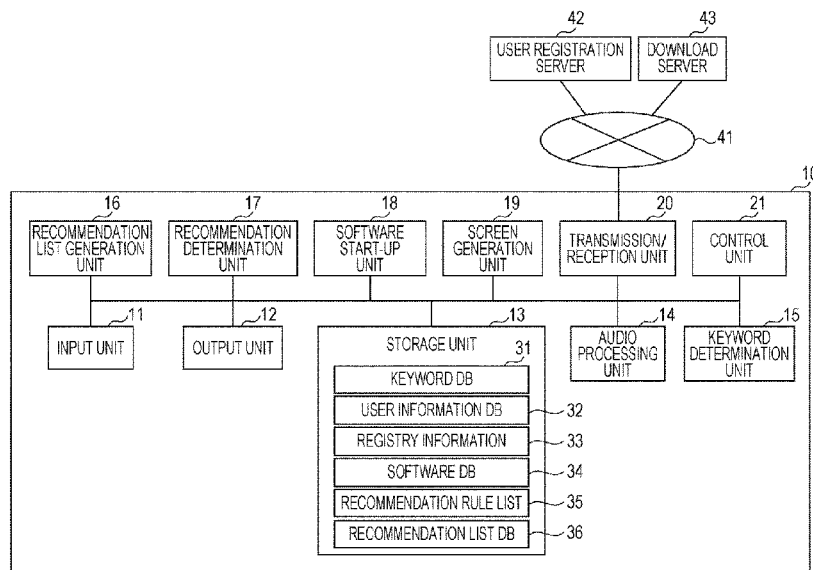 42
43
USER REGISTRATION
SERVER
DOWNLOAD
SERVER
41
10
16
17
18
19
20
21
RECOMMENDATION
LIST GENERATION
UNIT
RECOMMENDATION
DETERMINATION
UNIT
SOFTWARE
START-UP
UNIT
SCREEN
GENERATION
UNIT
TRANSMISSION/
RECEPTION UNIT
CONTROL
UNIT
11
12
13
14
15
INPUT UNIT
OUTPUT UNIT
STORAGE UNIT
AUDIO
PROCESSING
UNIT
KEYWORD
DETERMINATION
UNIT
31
KEYWORD DB
USER INFORMATION DB
32
REGISTRY INFORMATION
33
SOFTWARE DB
34
RECOMMENDATION RULE LIST
35
RECOMMENDATION LIST DB
36